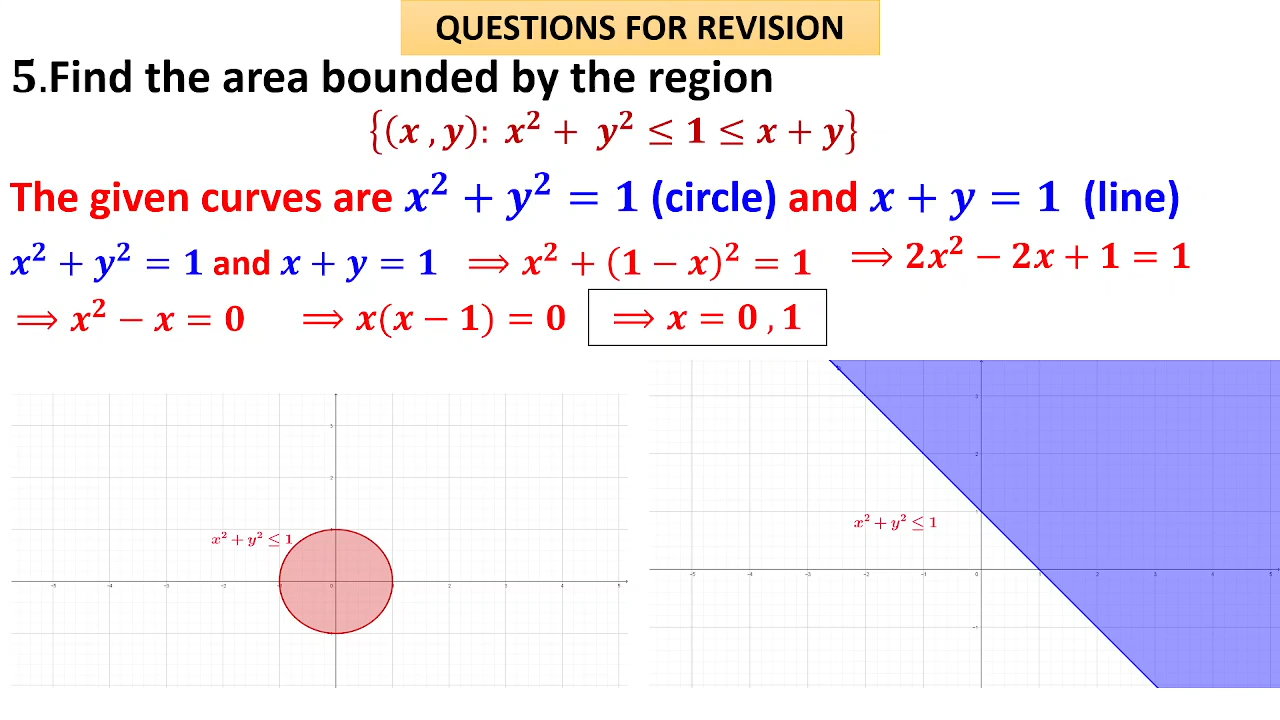 QUESTIONS FOR REVISION
5.Find the area bounded by the region
{(x , y): x² + y² ≤ 1 ≤ x + y}
The given curves are x² + y² = 1 (circle) and x + y = 1 (line)
x² + y² = 1 and x + y = 1 ⟹ x² + (1 − x)² = 1 ⟹ 2x² − 2x + 1 = 1
⟹ x² − x = 0 ⟹ x(x − 1) = 0 ⟹ x = 0 , 1
x² + y² ≤ 1
x² + y² ≤ 1